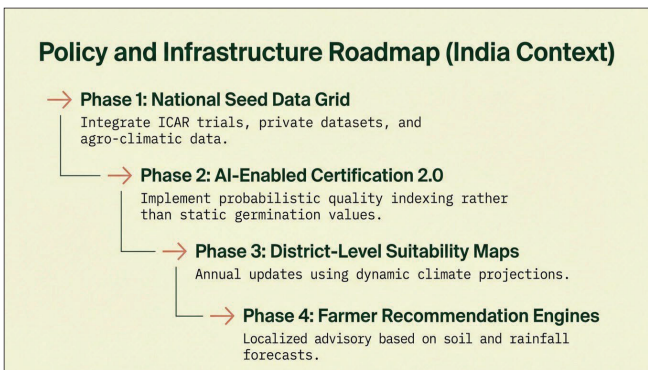 Policy and Infrastructure Roadmap (India Context)
Phase 1: National Seed Data Grid
Integrate ICAR trials, private datasets, and
agro-climatic data.
Phase 2: AI-Enabled Certification 2.0
Implement probabilistic quality indexing rather
than static germination values.
Phase 3: District-Level Suitability Maps
Annual updates using dynamic climate projections.
Phase 4: Farmer Recommendation Engines
Localized advisory based on soil and rainfall
forecasts.